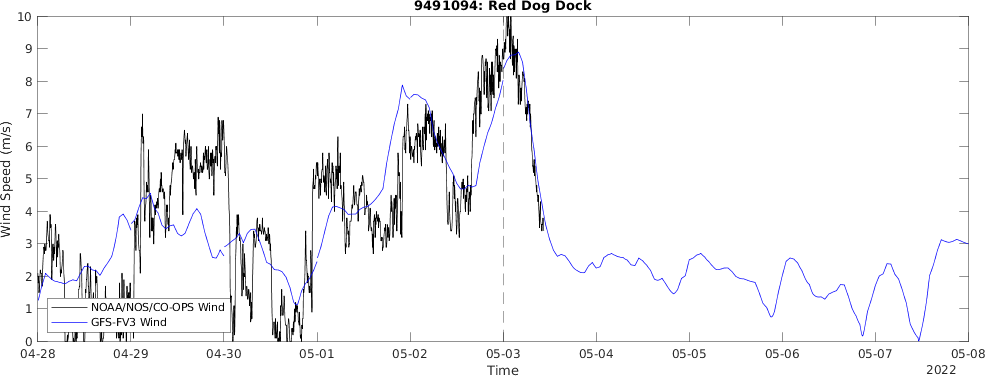 9491094: Red Dog Dock
10
9
8
7
6
5
4
3
2
1
0
Wind Speed (m/s)
NOAA/NOS/CO-OPS Wind
GFS-FV3 Wind
04-28 04-29 04-30 05-01 05-02 05-03 05-04 05-05 05-06 05-07 05-08
Time
2022